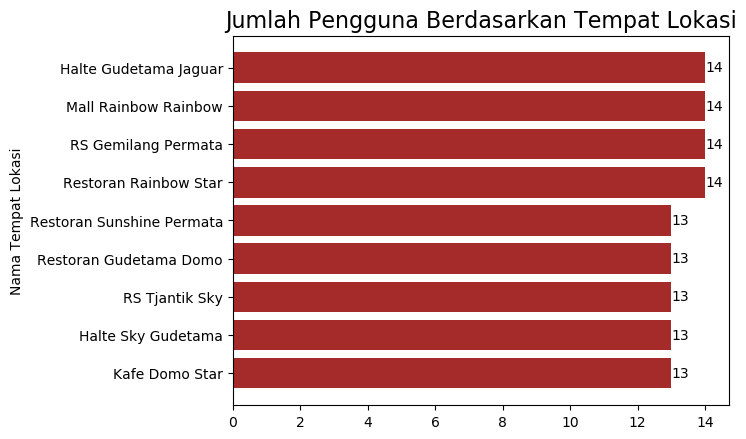 Jumlah Pengguna Berdasarkan Tempat Lokasi
Nama Tempat Lokasi
Halte Gudetama Jaguar 14
Mall Rainbow Rainbow 14
RS Gemilang Permata 14
Restoran Rainbow Star 14
Restoran Sunshine Permata 13
Restoran Gudetama Domo 13
RS Tjantik Sky 13
Halte Sky Gudetama 13
Kafe Domo Star 13
0 2 4 6 8 10 12 14